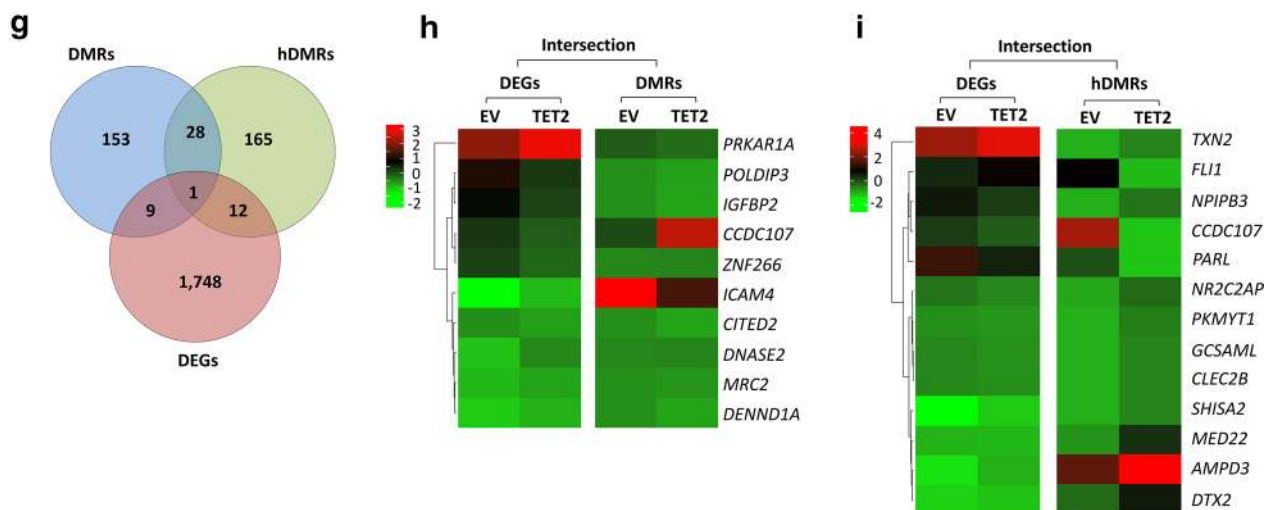 g
DMRs
hDMRs
153
28
165
1
9
12
1,748
DEGs
h
Intersection
DEGs
DMRs
EV
TET2
EV
TET2
3
2
1
0
-1
-2
PRKAR1A
POLDIP3
IGFBP2
CCDC107
ZNF266
ICAM4
CITED2
DNASE2
MRC2
DENND1A
i
Intersection
DEGs
hDMRs
EV
TET2
EV
TET2
4
2
0
-2
TXN2
FLI1
NPIPB3
CCDC107
PARL
NR2C2AP
PKMYT1
GCSAML
CLEC2B
SHISA2
MED22
AMPD3
DTX2